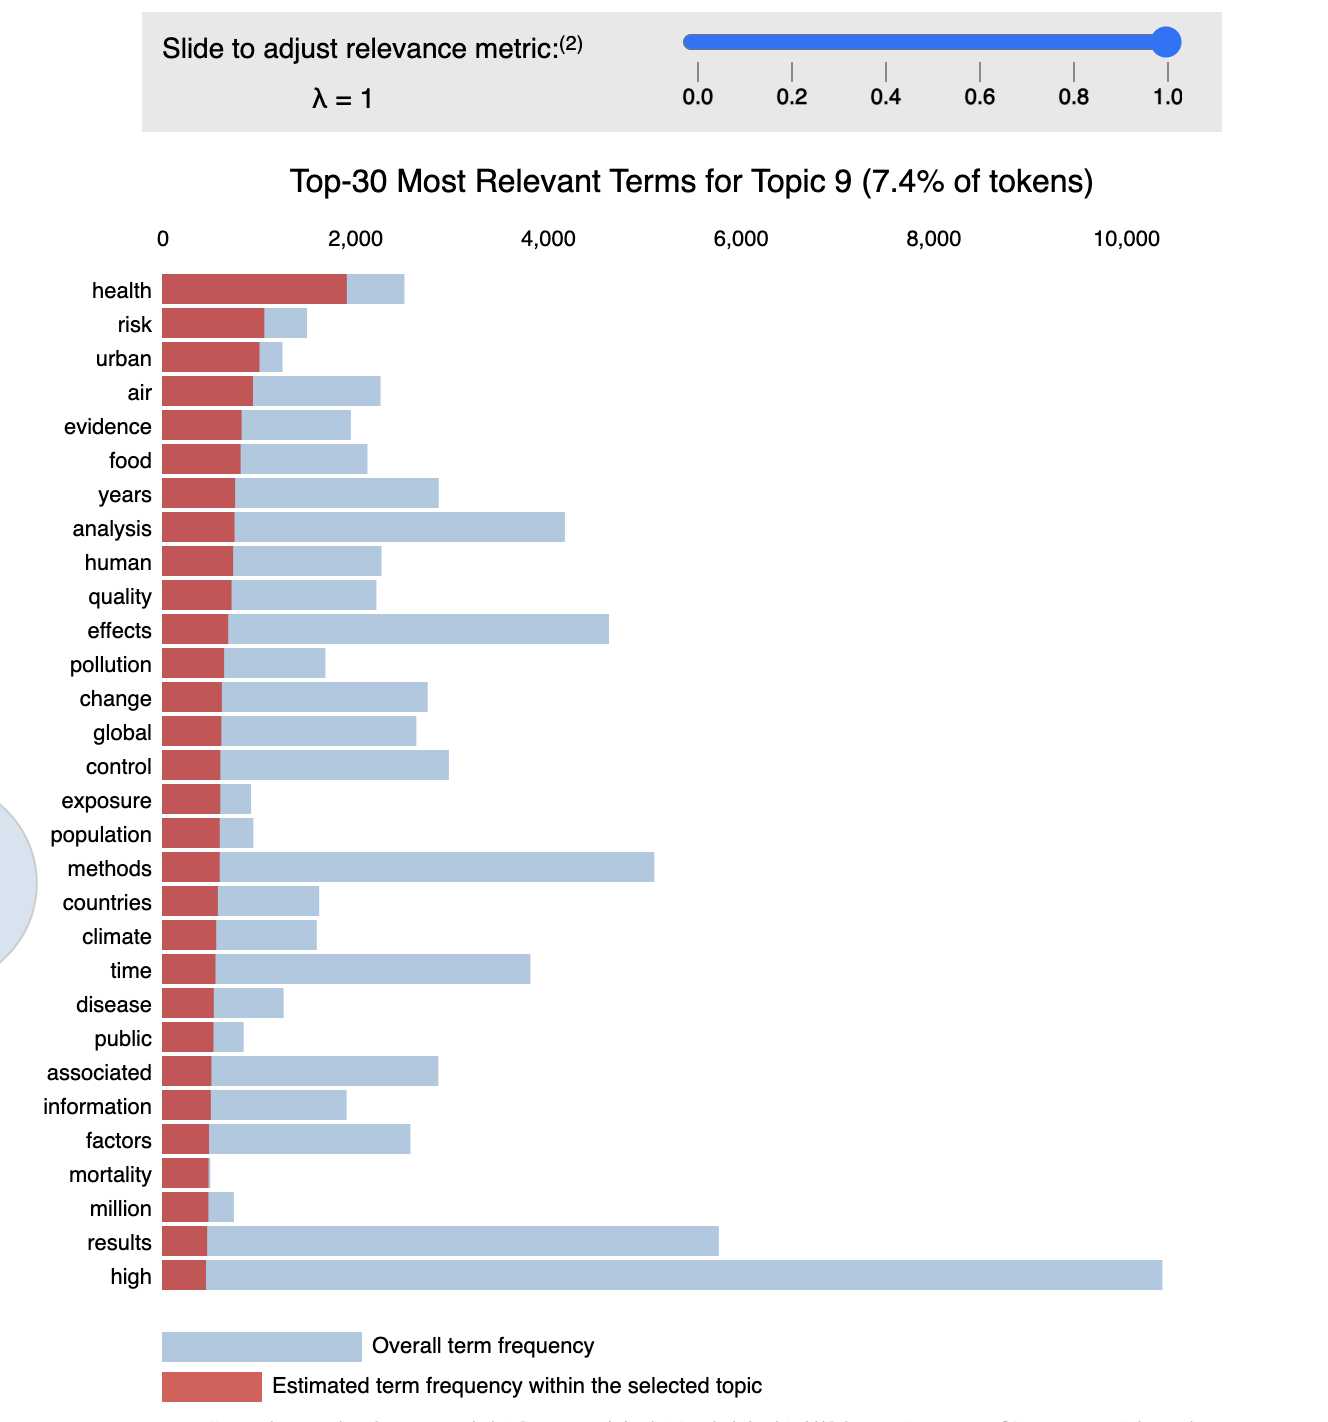 Slide to adjust relevance metric:(2)
λ = 1
0.0 0.2 0.4 0.6 0.8 1.0
Top-30 Most Relevant Terms for Topic 9 (7.4% of tokens)
0 2,000 4,000 6,000 8,000 10,000
health
risk
urban
air
evidence
food
years
analysis
human
quality
effects
pollution
change
global
control
exposure
population
methods
countries
climate
time
disease
public
associated
information
factors
mortality
million
results
high
Overall term frequency
Estimated term frequency within the selected topic